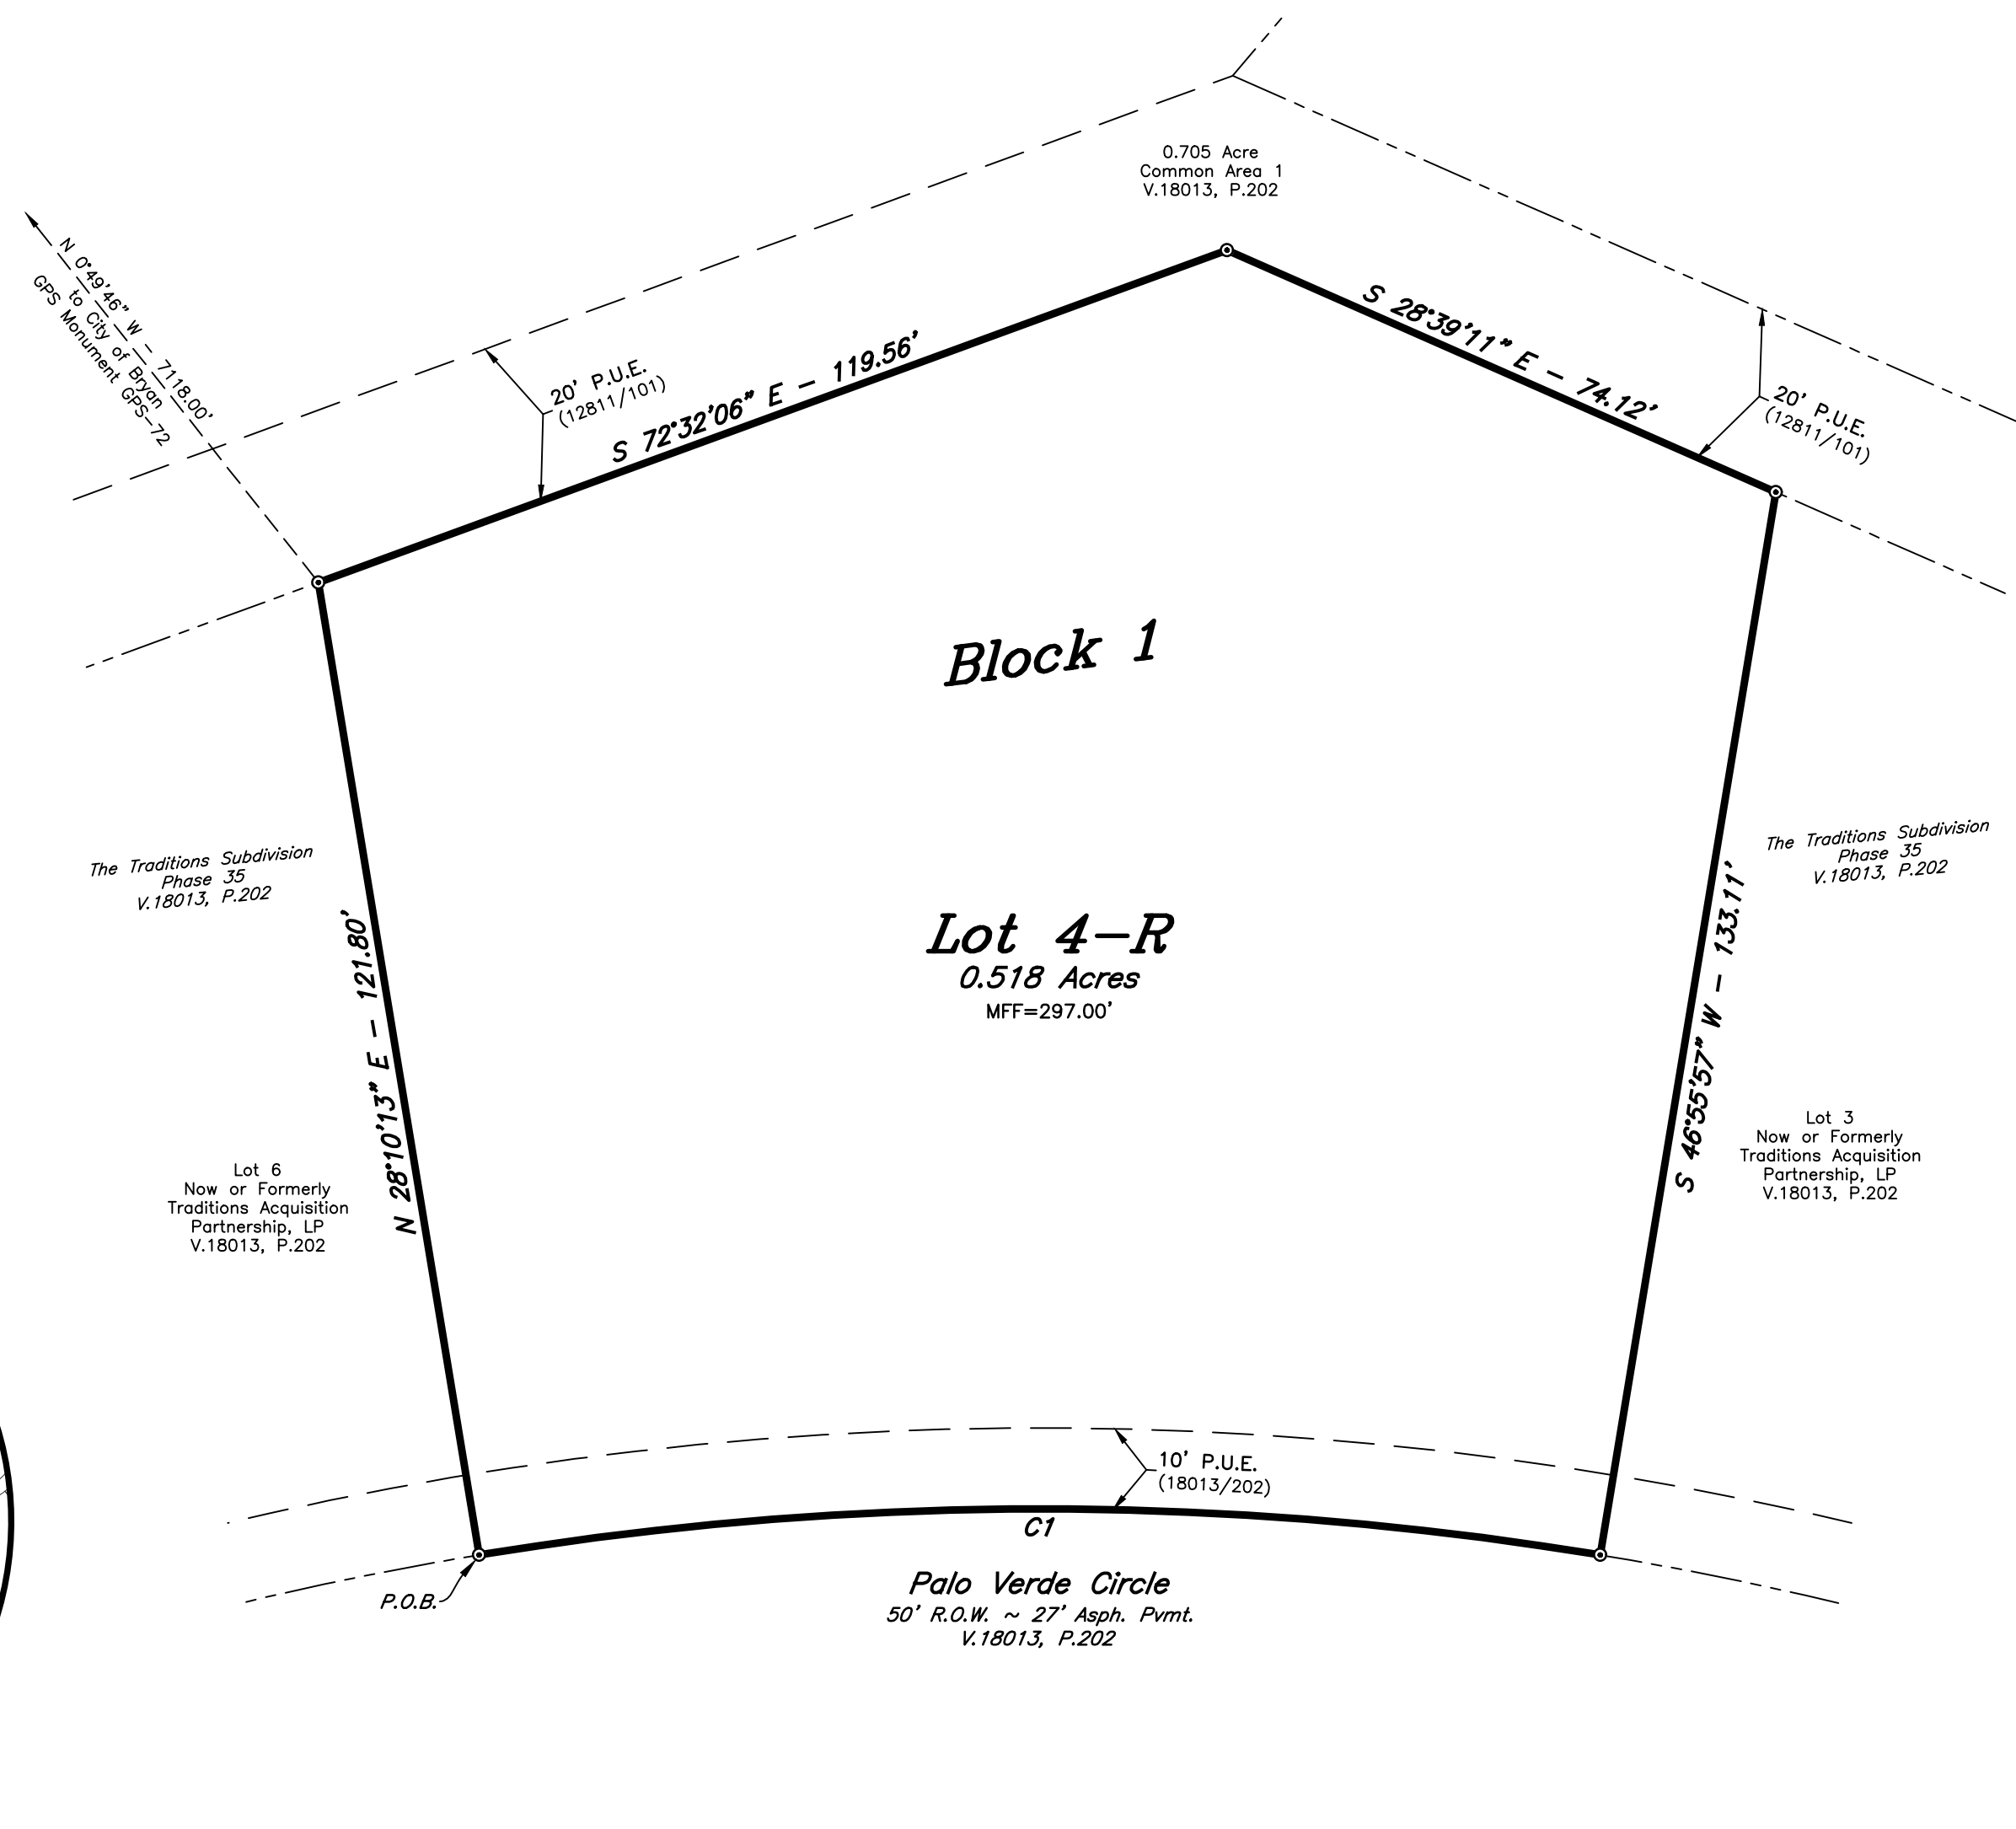 0.705 Acre
Common Area 1
V.18013, P.202
N 0°49'46" W - 7118.00'
to City of Bryan
GPS Monument GPS-72
20' P.U.E.
(12811/101)
S 72°32'06" E - 119.56'
S 28°39'11" E - 74.12'
20' P.U.E.
(12811/101)
Block 1
The Traditions Subdivision
Phase 35
V.18013, P.202
The Traditions Subdivision
Phase 35
V.18013, P.202
N 28°10'13" E - 121.80'
Lot 4-R
0.518 Acres
MFF=297.00'
S 46°55'57" W - 133.11'
Lot 6
Now or Formerly
Traditions Acquisition
Partnership, LP
V.18013, P.202
Lot 3
Now or Formerly
Traditions Acquisition
Partnership, LP
V.18013, P.202
10' P.U.E.
(18013/202)
C1
P.O.B.
Palo Verde Circle
50' R.O.W. ~ 27' Asph. Pvmt.
V.18013, P.202